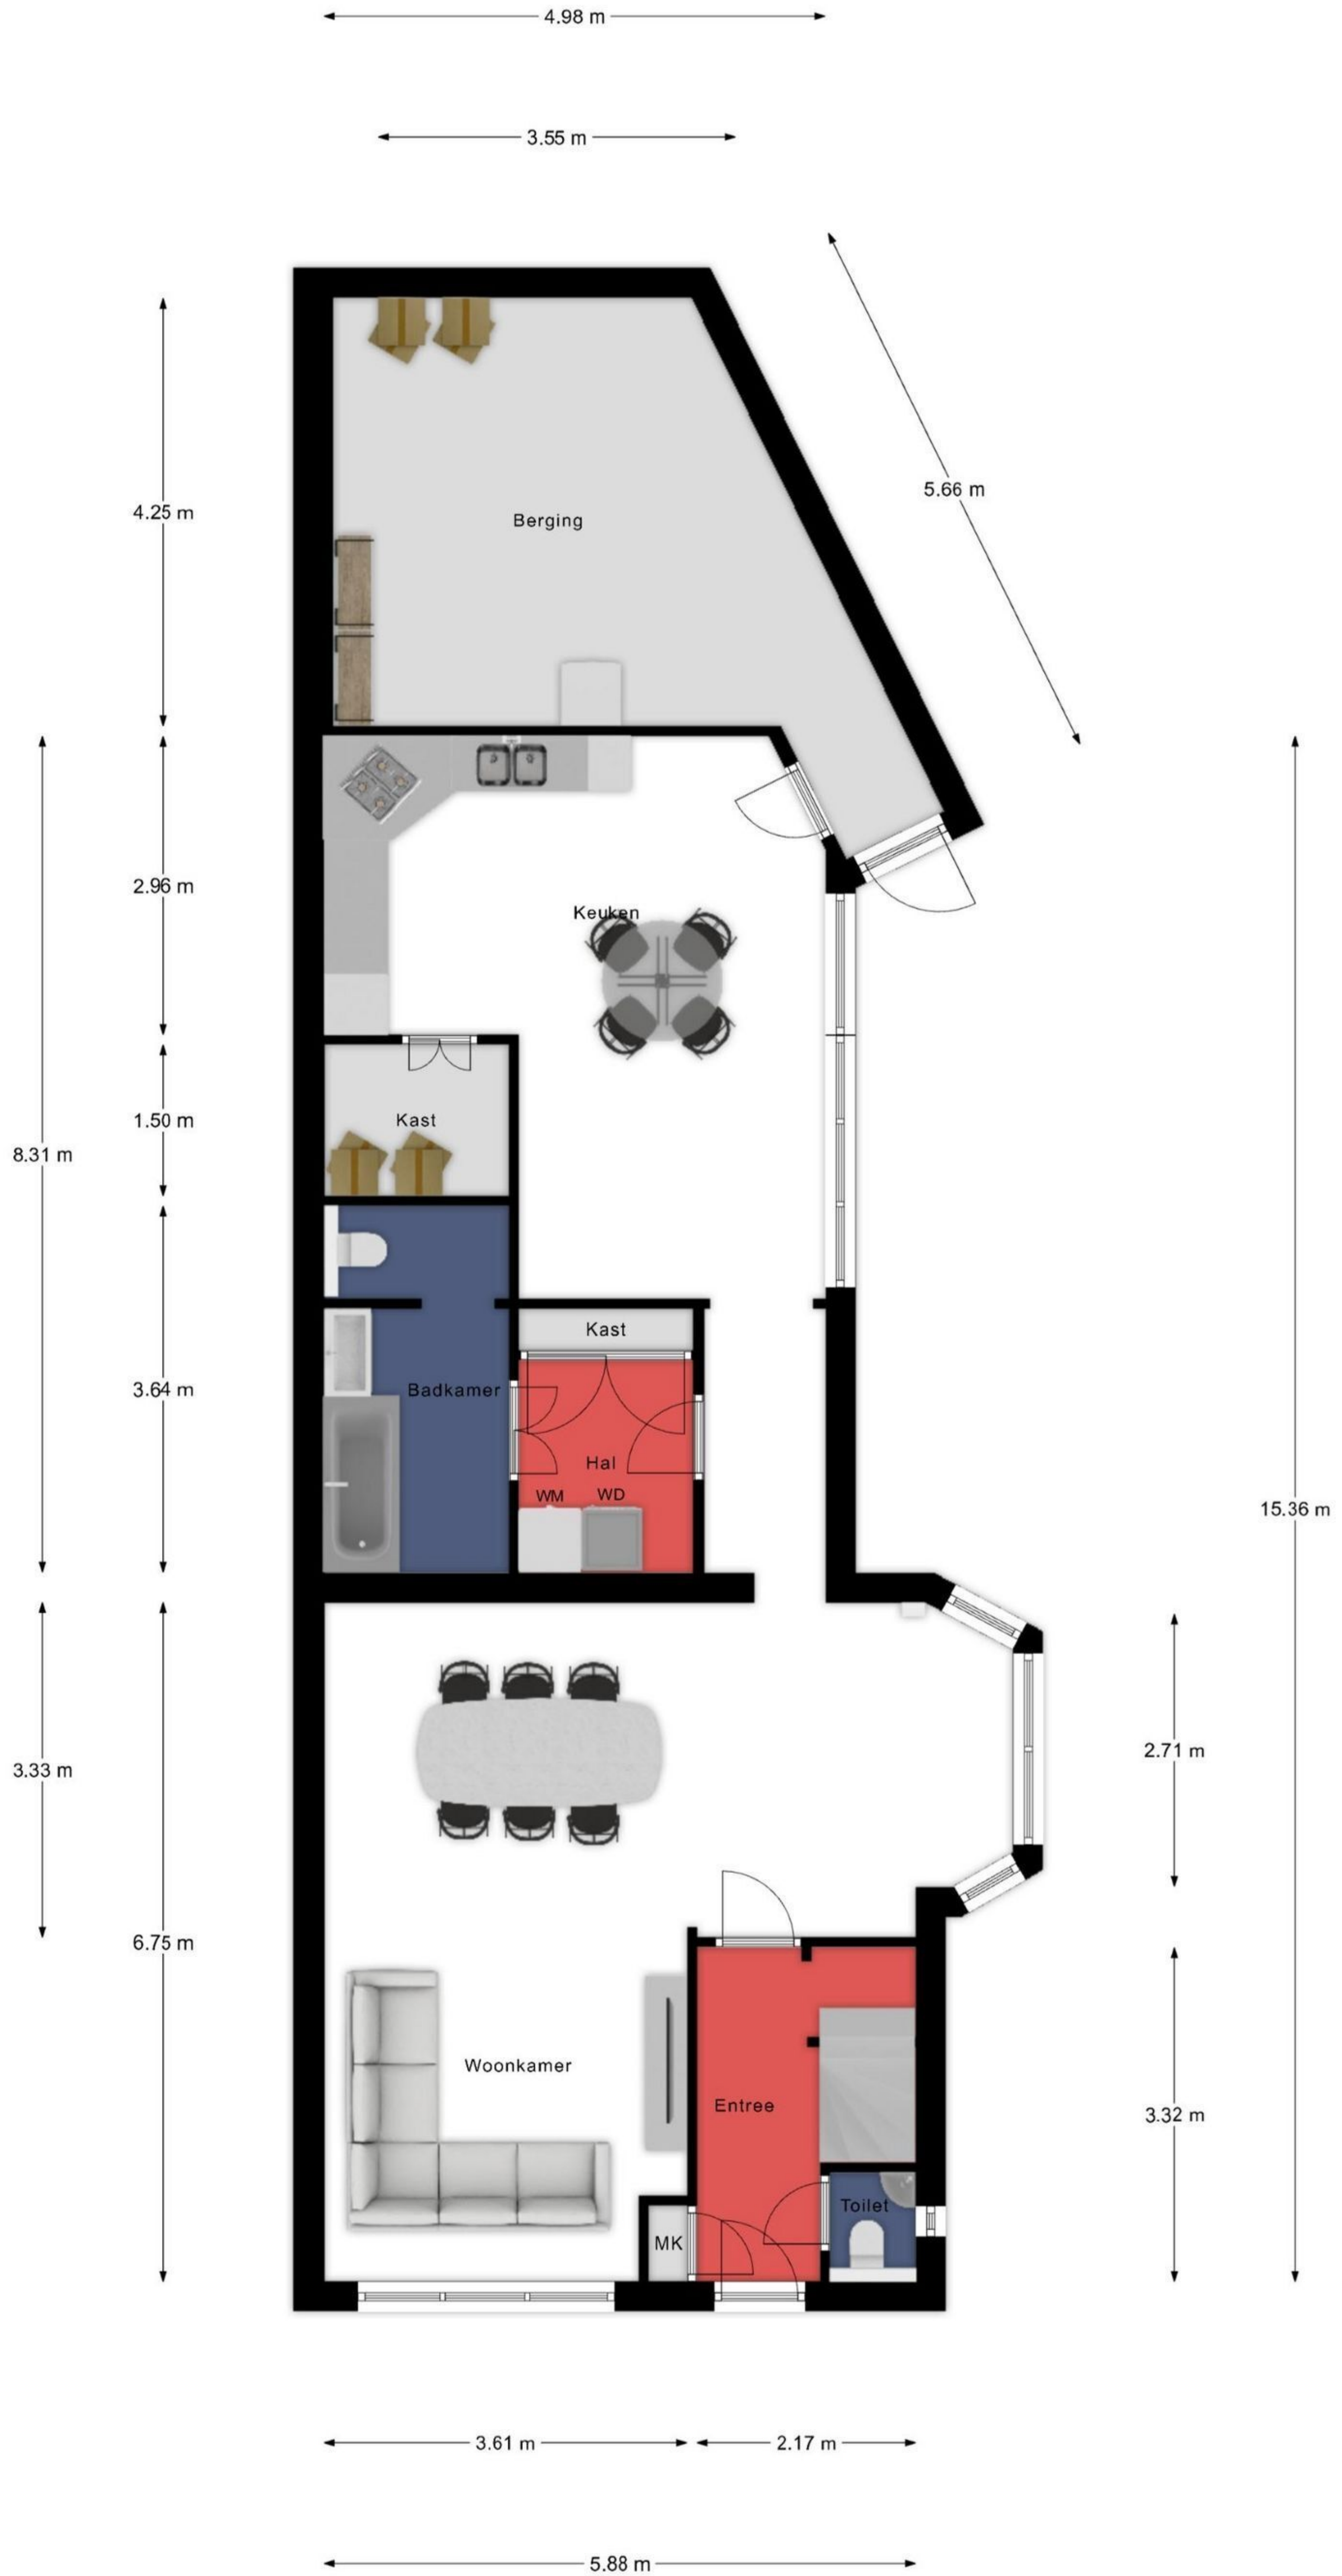 4.98 m
3.55 m
5.66 m
4.25 m
Berging
2.96 m
Keuken
1.50 m
Kast
8.31 m
Kast
3.64 m
Badkamer
Hal
WM
WD
15.36 m
2.71 m
3.33 m
6.75 m
Woonkamer
Entree
3.32 m
Toilet
MK
3.61 m
2.17 m
5.88 m